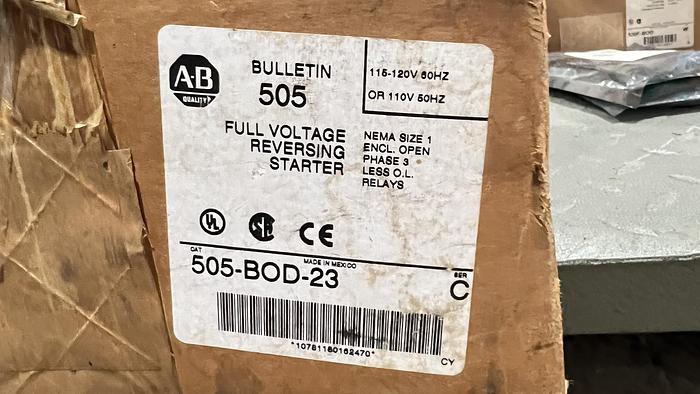 A-B
QUALITY
BULLETIN
505
115-120V 60HZ
OR 110V 50HZ
FULL VOLTAGE
REVERSING
STARTER
NEMA SIZE 1
ENCL. OPEN
PHASE 3
LESS O.L.
RELAYS
UL
CE
CAT
MADE IN MEXICO
SER
505-BOD-23
C
*10781180162470*
CY